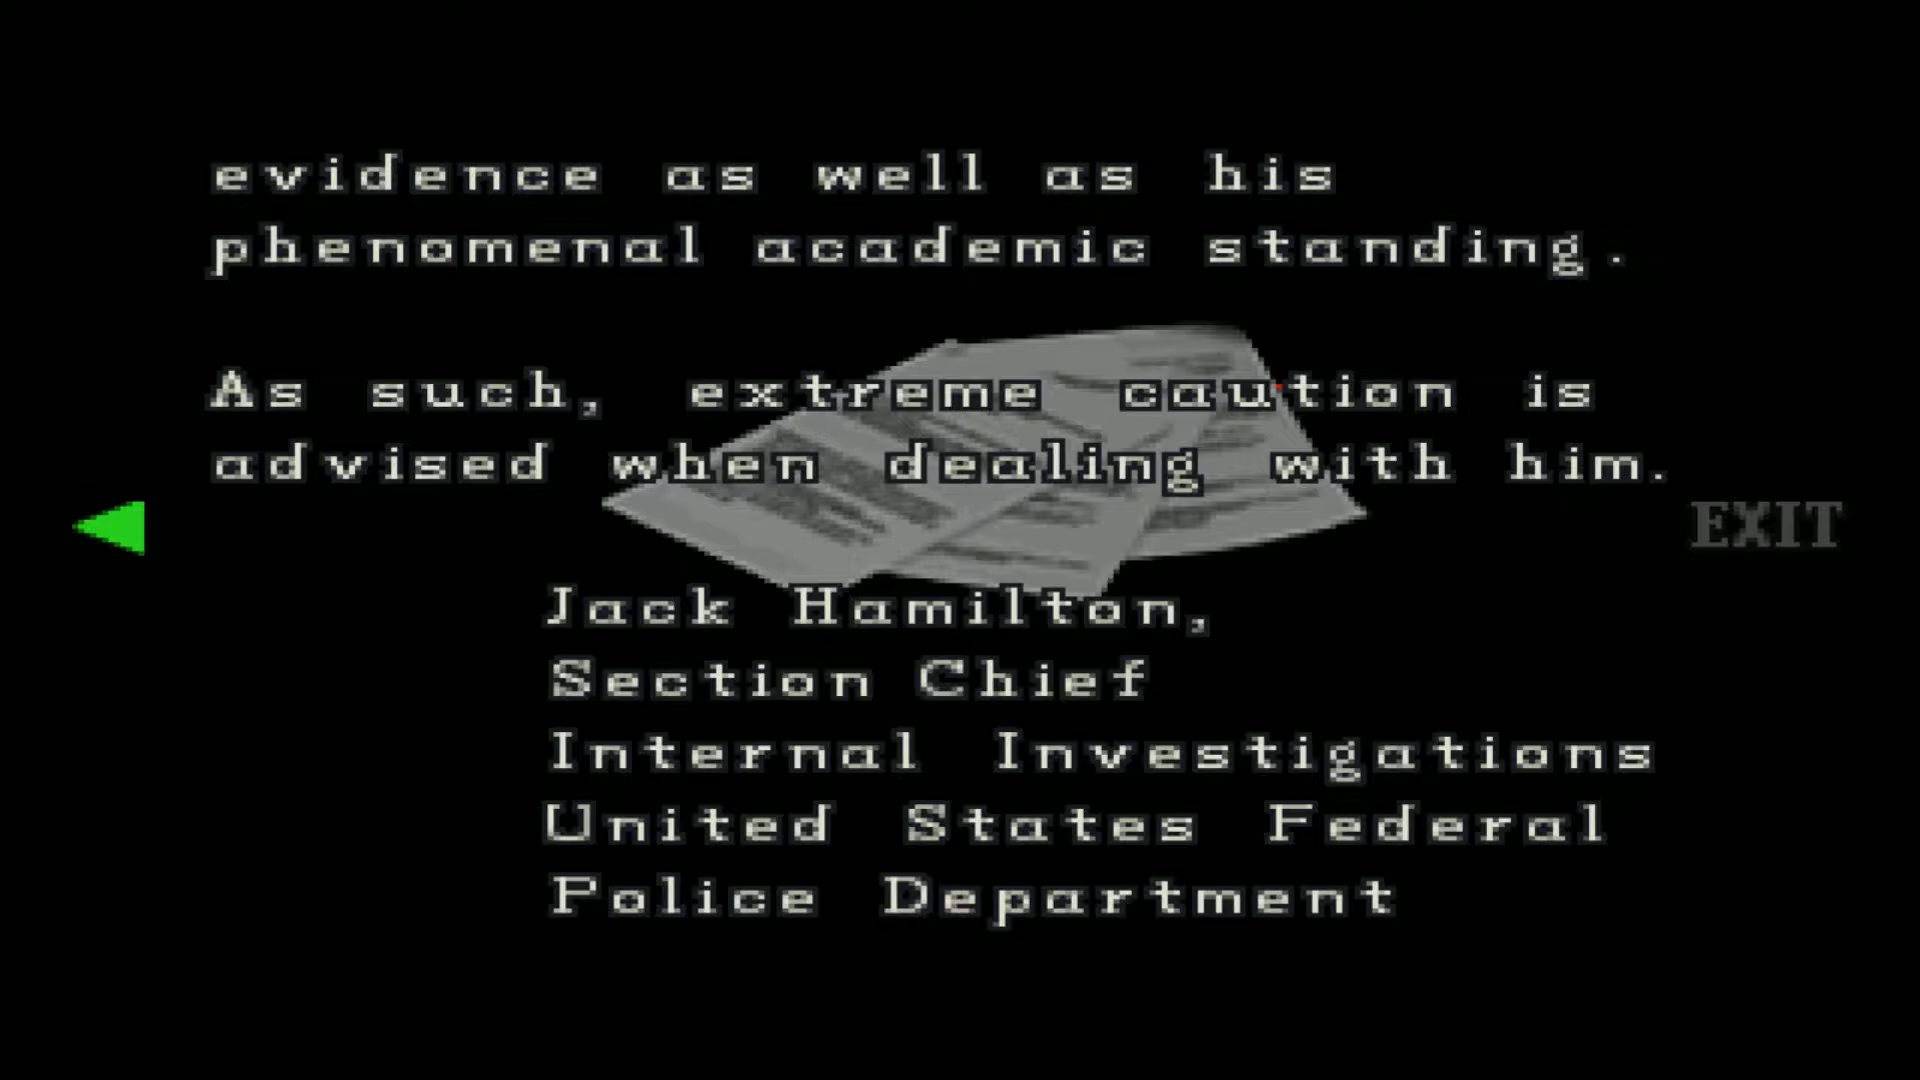 evidence as well as his
phenomenal academic standing.
As such, extreme caution is
advised when dealing with him.
EXIT
Jack Hamilton,
Section Chief
Internal Investigations
United States Federal
Police Department